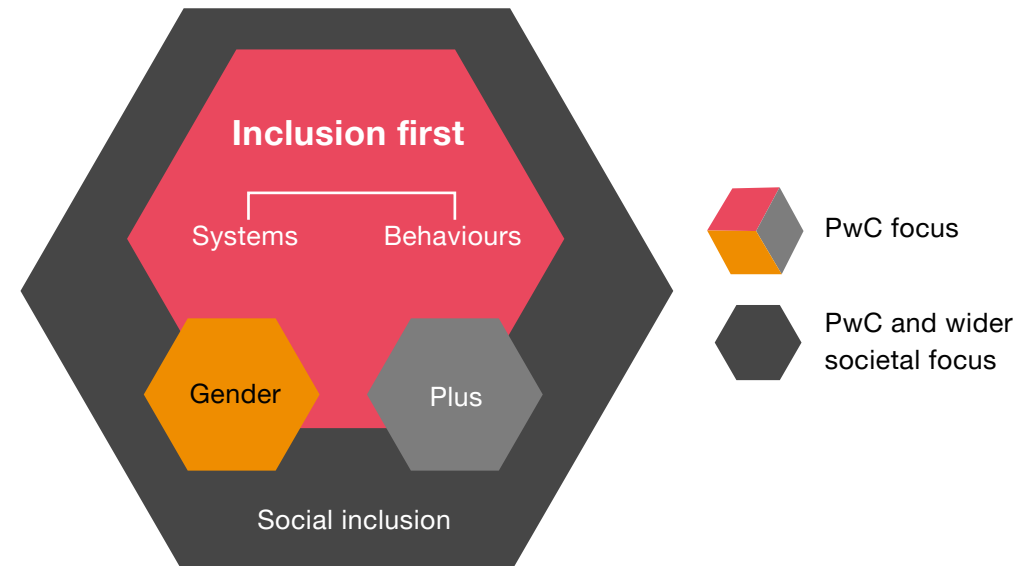 Inclusion first
Systems
Behaviours
Gender
Plus
Social inclusion
PwC focus
PwC and wider
societal focus